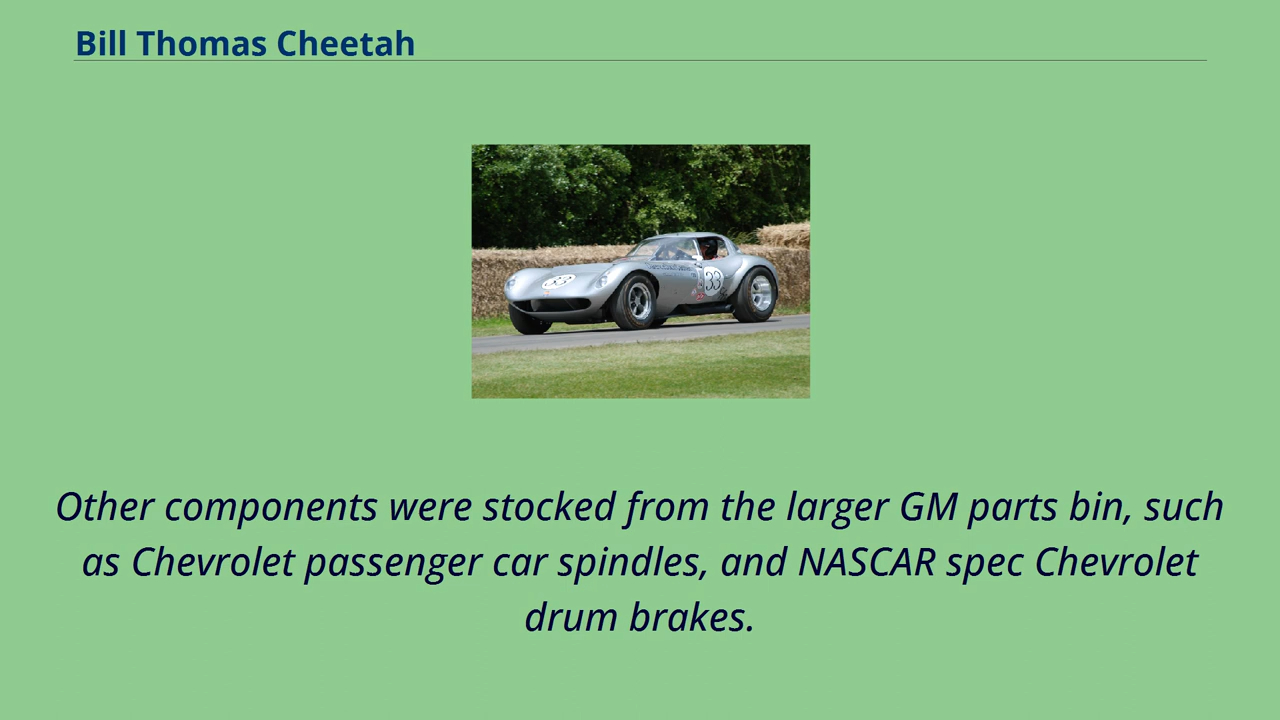 Bill Thomas Cheetah
33
33
Other components were stocked from the larger GM parts bin, such
as Chevrolet passenger car spindles, and NASCAR spec Chevrolet
drum brakes.